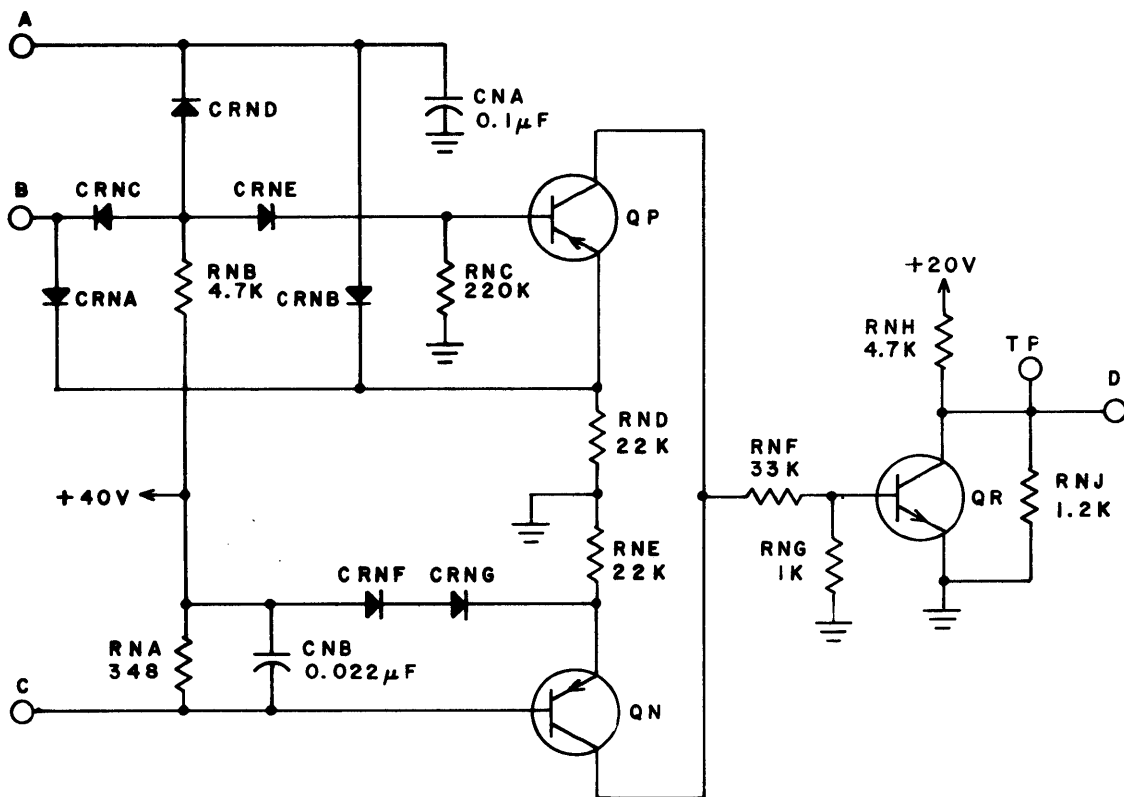 A
CRND
CNA
0.1μF
B
CRNC
CRNE
QP
RNB
4.7K
RNC
220K
CRNA
CRNB
+20V
RNH
4.7K
TP
D
RND
22K
RNF
33K
+40V
QR
RNJ
1.2K
RNE
22K
RNG
1K
CRNF
CRNG
RNA
348
CNB
0.022μF
C
QN